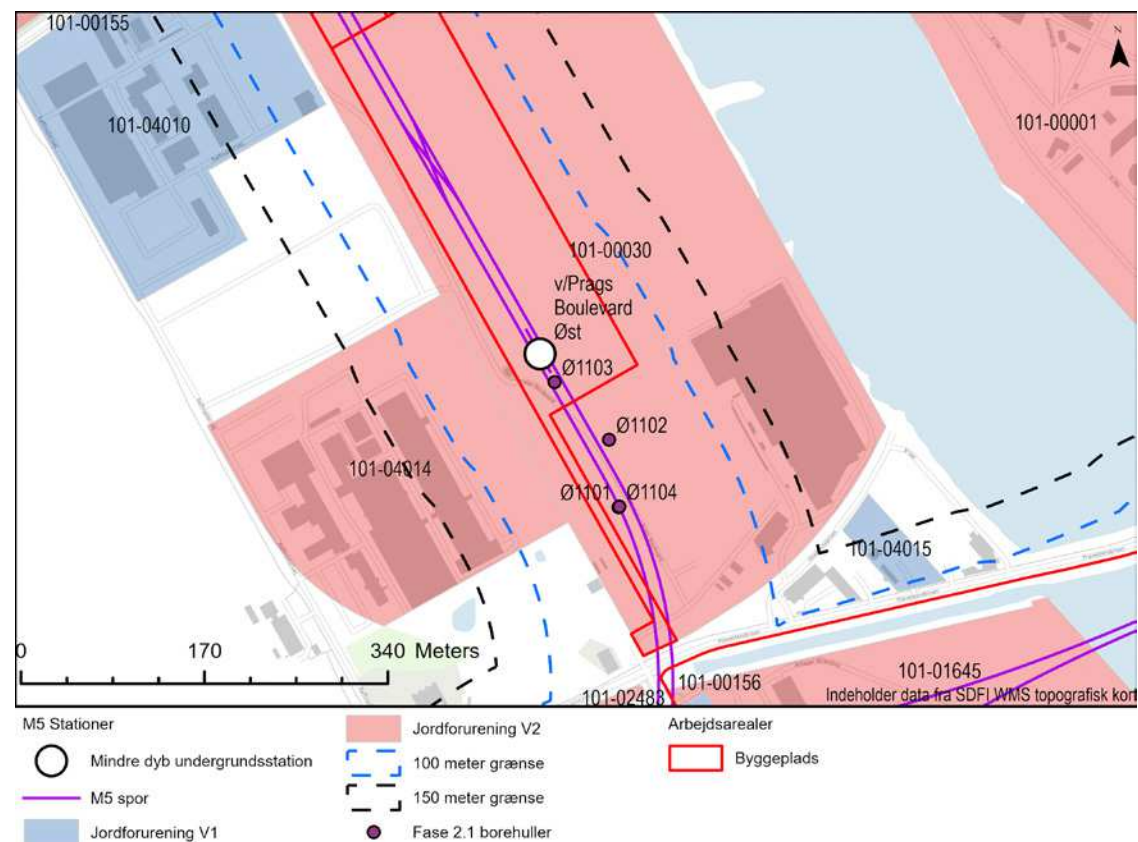 101-00155
101-04010
101-00001
N
101-00030
v/Prags
Boulevard
Øst
Ø1103
Ø1102
101-04014
Ø1101
Ø1104
101-04015
0
170
340 Meters
101-02483
101-00156
101-01645
Indeholder data fra SDFI WMS topografisk kort
M5 Stationer
Mindre dyb undergrundsstation
M5 spor
Jordforurening V1
Jordforurening V2
100 meter grænse
150 meter grænse
Fase 2.1 borehuller
Arbejdsarealer
Byggeplads